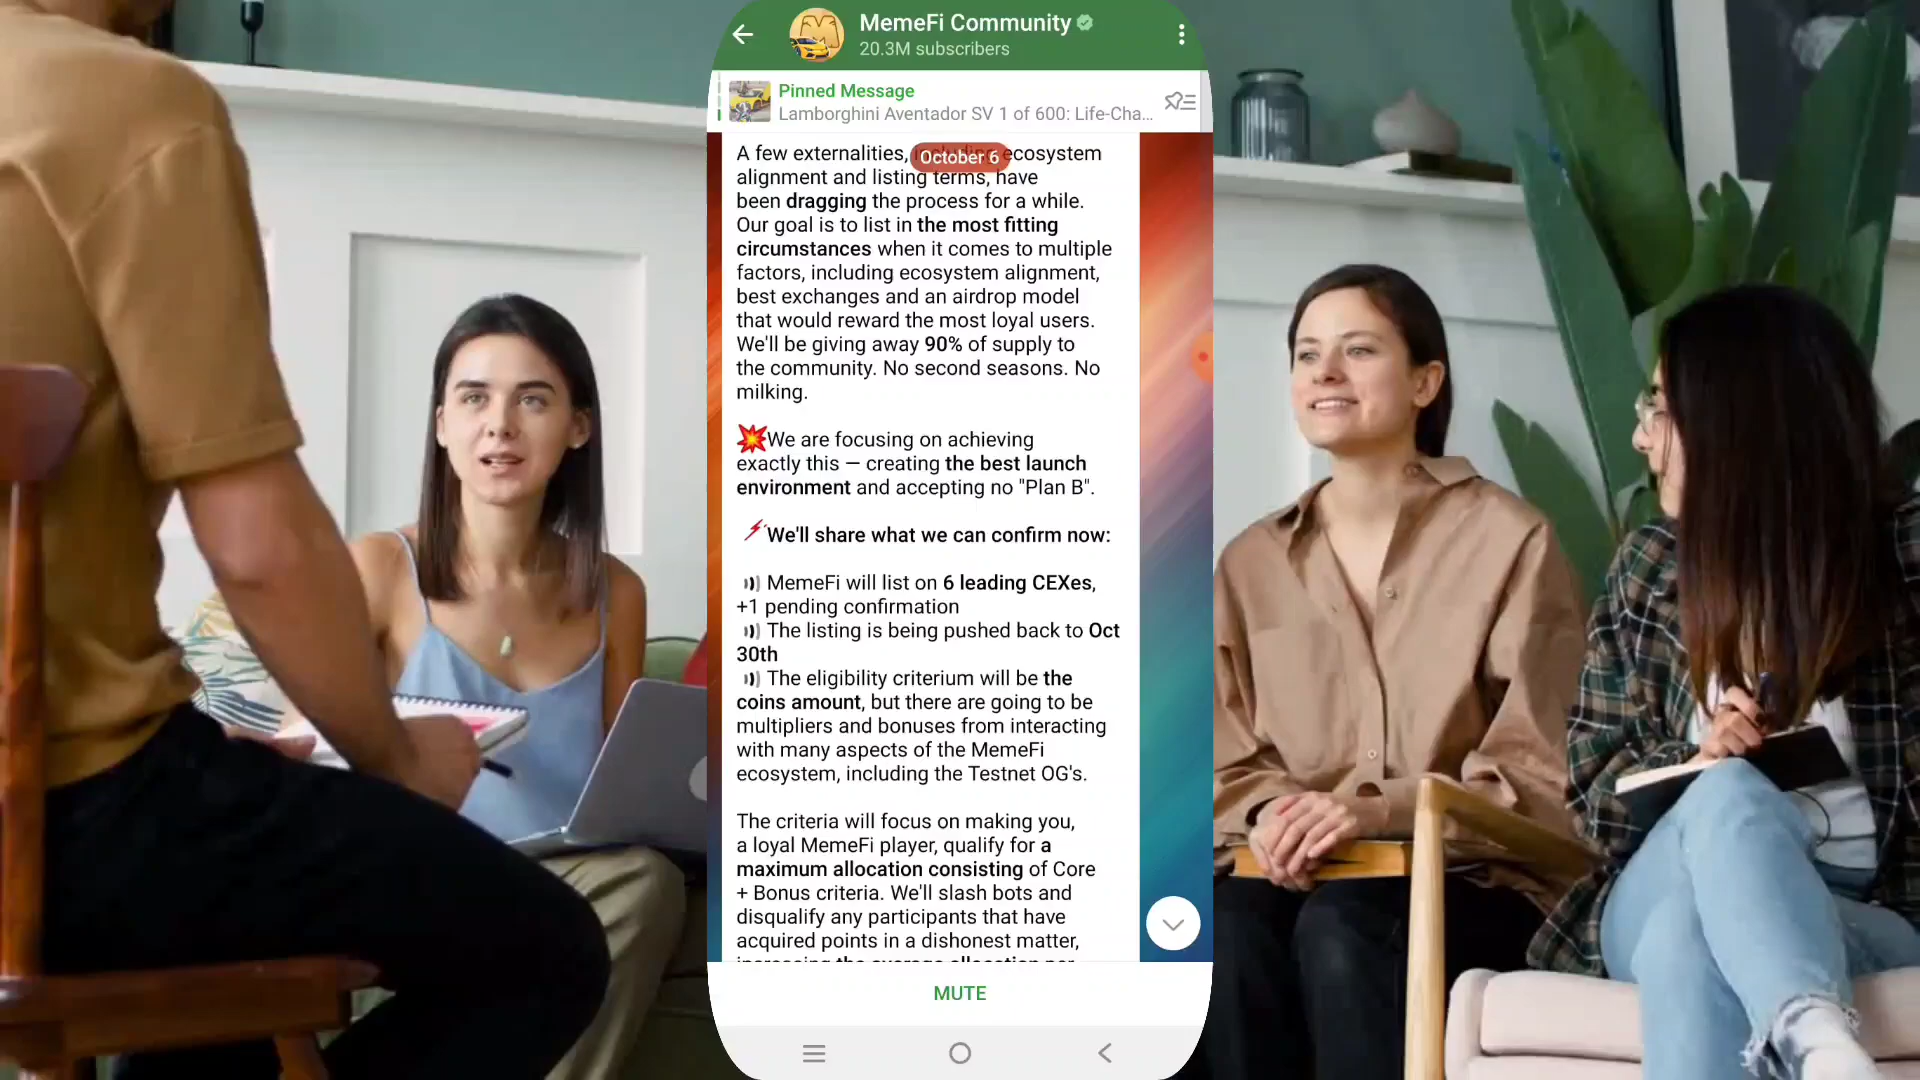 MemeFi Community
20.3M subscribers
Pinned Message
Lamborghini Aventador SV 1 of 600: Life-Cha...
October 6
A few externalities, including ecosystem
alignment and listing terms, have
been dragging the process for a while.
Our goal is to list in the most fitting
circumstances when it comes to multiple
factors, including ecosystem alignment,
best exchanges and an airdrop model
that would reward the most loyal users.
We'll be giving away 90% of supply to
the community. No second seasons. No
milking.
We are focusing on achieving
exactly this — creating the best launch
environment and accepting no "Plan B".
We'll share what we can confirm now:
MemeFi will list on 6 leading CEXes,
+1 pending confirmation
The listing is being pushed back to Oct
30th
The eligibility criterium will be the
coins amount, but there are going to be
multipliers and bonuses from interacting
with many aspects of the MemeFi
ecosystem, including the Testnet OG's.
The criteria will focus on making you,
a loyal MemeFi player, qualify for a
maximum allocation consisting of Core
+ Bonus criteria. We'll slash bots and
disqualify any participants that have
acquired points in a dishonest matter,
MUTE